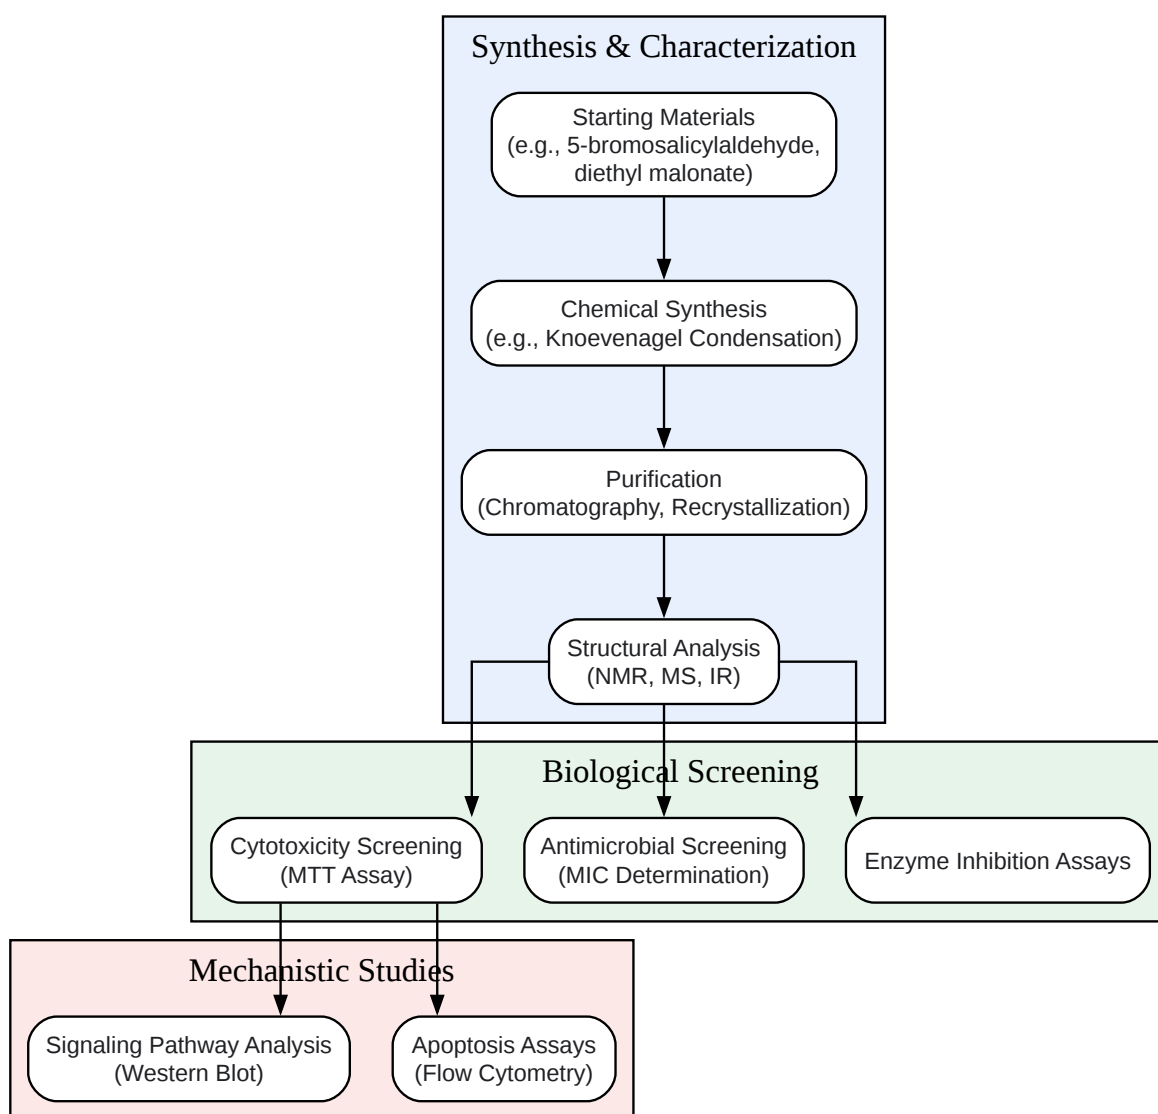 Synthesis & Characterization
Starting Materials
(e.g., 5-bromosalicylaldehyde,
diethyl malonate)
Chemical Synthesis
(e.g., Knoevenagel Condensation)
Purification
(Chromatography, Recrystallization)
Structural Analysis
(NMR, MS, IR)
Biological Screening
Cytotoxicity Screening
(MTT Assay)
Antimicrobial Screening
(MIC Determination)
Enzyme Inhibition Assays
Mechanistic Studies
Signaling Pathway Analysis
(Western Blot)
Apoptosis Assays
(Flow Cytometry)